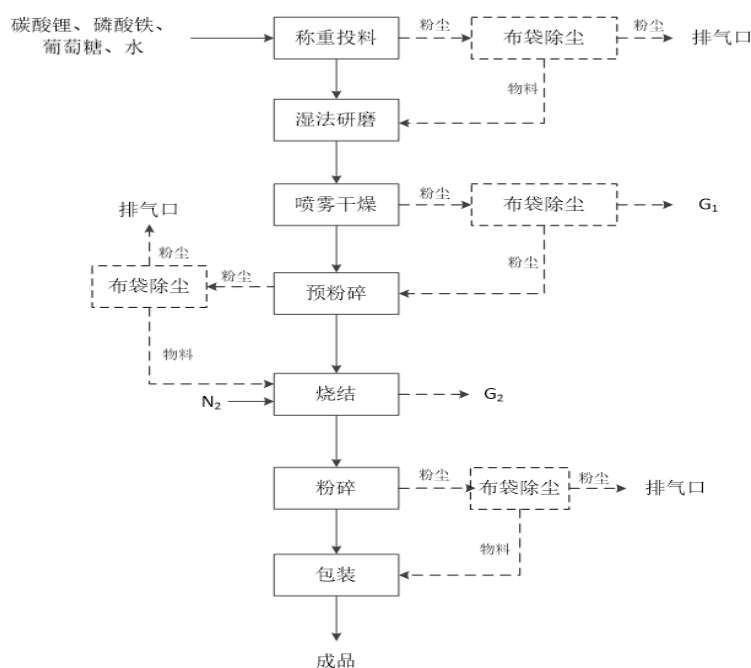 碳酸锂、磷酸铁、
葡萄糖、水
称重投料
粉尘
布袋除尘
粉尘
排气口
物料
湿法研磨
喷雾干燥
粉尘
布袋除尘
G₁
排气口
粉尘
粉尘
布袋除尘
粉尘
预粉碎
物料
N₂
烧结
G₂
粉碎
粉尘
布袋除尘
粉尘
排气口
物料
包装
成品